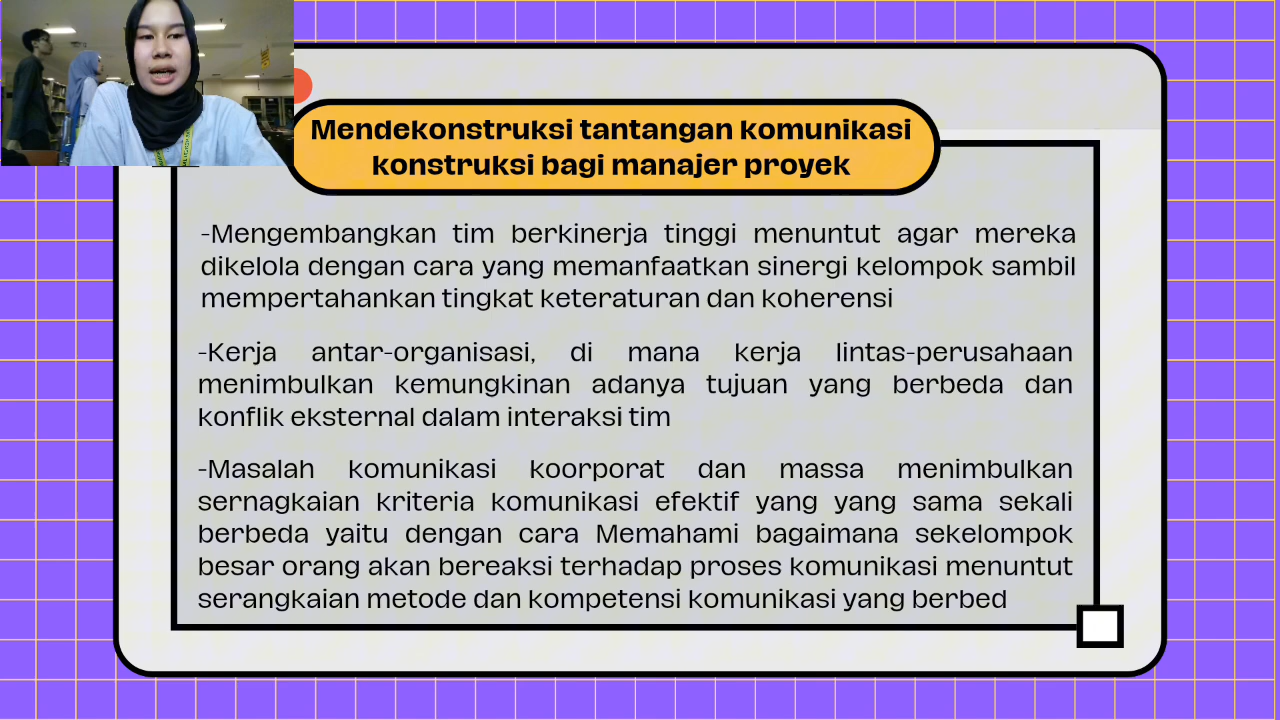 Mendekonstruksi tantangan komunikasi
konstruksi bagi manajer proyek
-Mengembangkan tim berkinerja tinggi menuntut agar mereka
dikelola dengan cara yang memanfaatkan sinergi kelompok sambil
mempertahankan tingkat keteraturan dan koherensi
-Kerja antar-organisasi, di mana kerja lintas-perusahaan
menimbulkan kemungkinan adanya tujuan yang berbeda dan
konflik eksternal dalam interaksi tim
-Masalah komunikasi koorporat dan massa menimbulkan
sernagkaian kriteria komunikasi efektif yang yang sama sekali
berbeda yaitu dengan cara Memahami bagaimana sekelompok
besar orang akan bereaksi terhadap proses komunikasi menuntut
serangkaian metode dan kompetensi komunikasi yang berbed